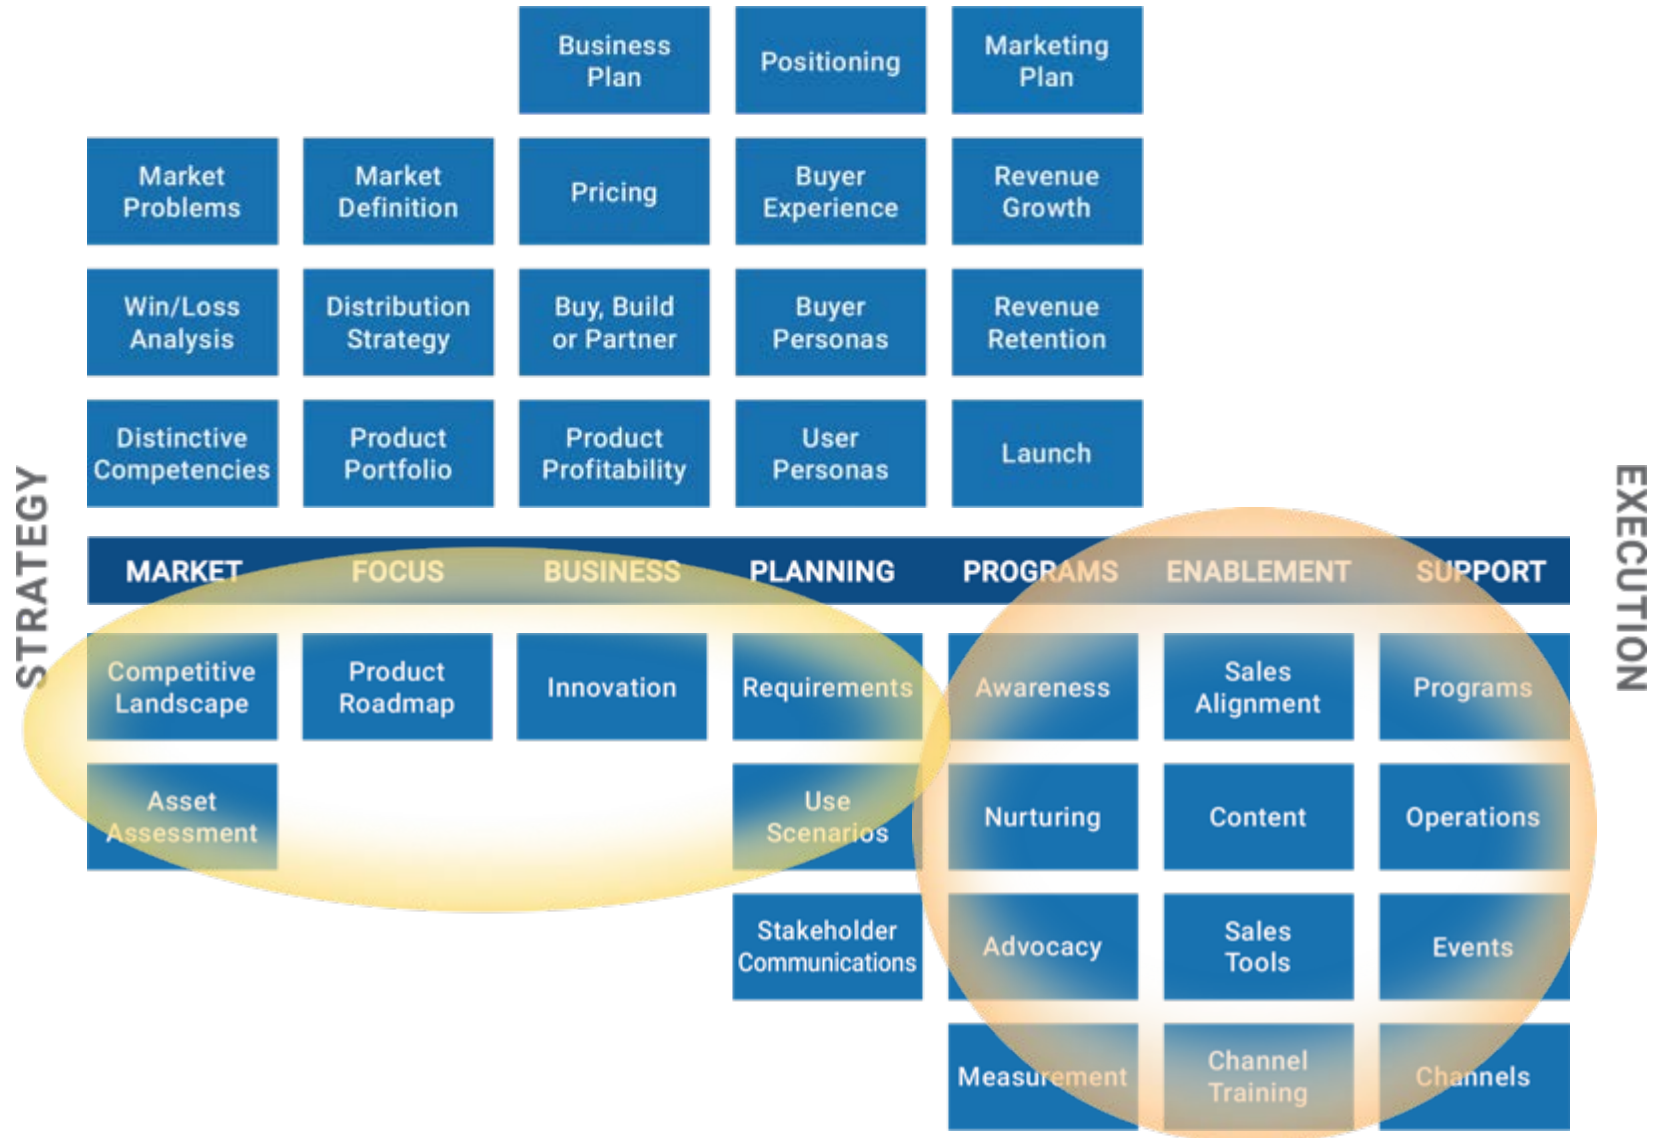 Business
Plan
Positioning
Marketing
Plan
Market
Problems
Market
Definition
Pricing
Buyer
Experience
Revenue
Growth
Win/Loss
Analysis
Distribution
Strategy
Buy, Build
or Partner
Buyer
Personas
Revenue
Retention
Distinctive
Competencies
Product
Portfolio
Product
Profitability
User
Personas
Launch
STRATEGY
EXECUTION
MARKET
FOCUS
BUSINESS
PLANNING
PROGRAMS
ENABLEMENT
SUPPORT
Competitive
Landscape
Product
Roadmap
Innovation
Requirements
Awareness
Sales
Alignment
Programs
Asset
Assessment
Use
Scenarios
Nurturing
Content
Operations
Stakeholder
Communications
Advocacy
Sales
Tools
Events
Measurement
Channel
Training
Channels